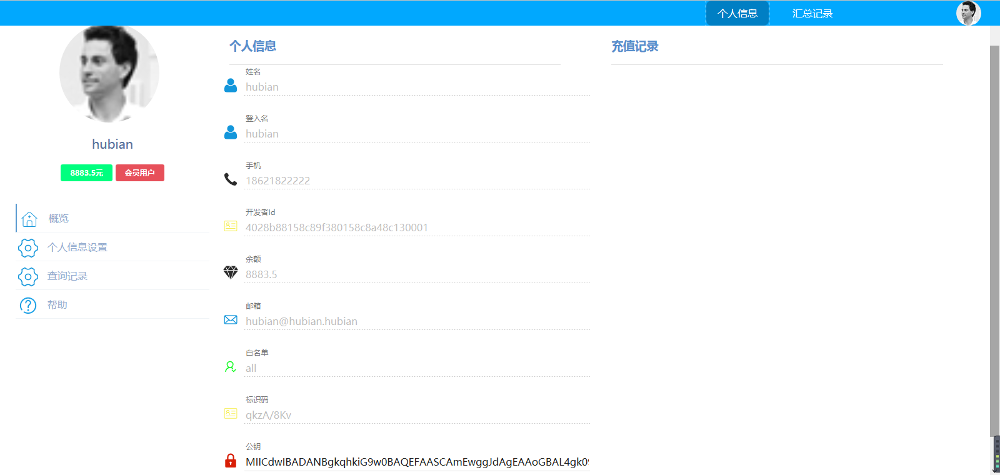 个人信息
汇总记录
hubian
8883.5元
会员用户
概览
个人信息设置
查询记录
帮助
个人信息
姓名
hubian
登入名
hubian
手机
18621822222
开发者Id
4028b88158c89f380158c8a48c130001
余额
8883.5
邮箱
hubian@hubian.hubian
白名单
all
标识码
qkzA/8Kv
公钥
MIICdwIBADANBgkqhkiG9w0BAQEFAASCAmEwggJdAgEAAoGBAL4gk09
充值记录